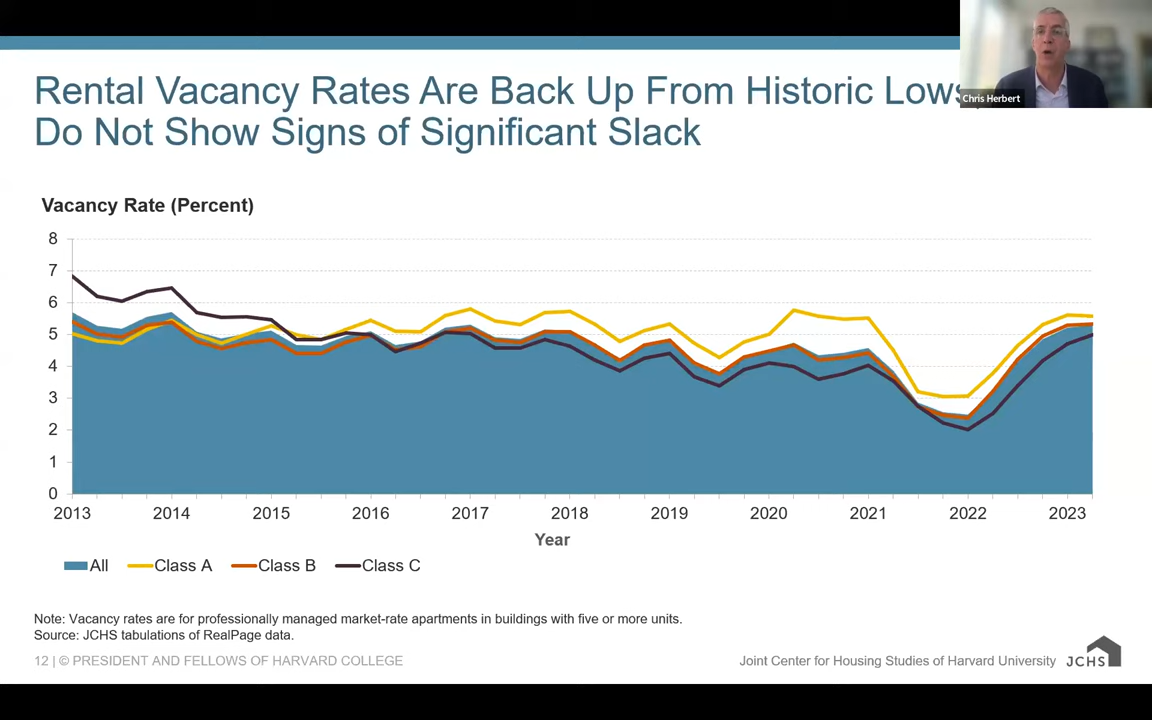 Rental Vacancy Rates Are Back Up From Historic Lows
Do Not Show Signs of Significant Slack
Chris Herbert
Vacancy Rate (Percent)
8
7
6
5
4
3
2
1
0
2013 2014 2015 2016 2017 2018 2019 2020 2021 2022 2023
Year
All Class A Class B Class C
Note: Vacancy rates are for professionally managed market-rate apartments in buildings with five or more units.
Source: JCHS tabulations of RealPage data.
12 | © PRESIDENT AND FELLOWS OF HARVARD COLLEGE
Joint Center for Housing Studies of Harvard University JCHS